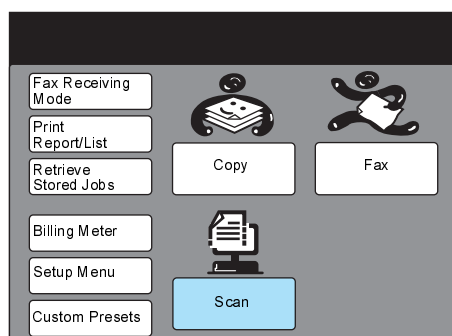 Fax Receiving
Mode
Print
Report/List
Retrieve
Stored Jobs
Billing Meter
Setup Menu
Custom Presets
Copy
Fax
Scan